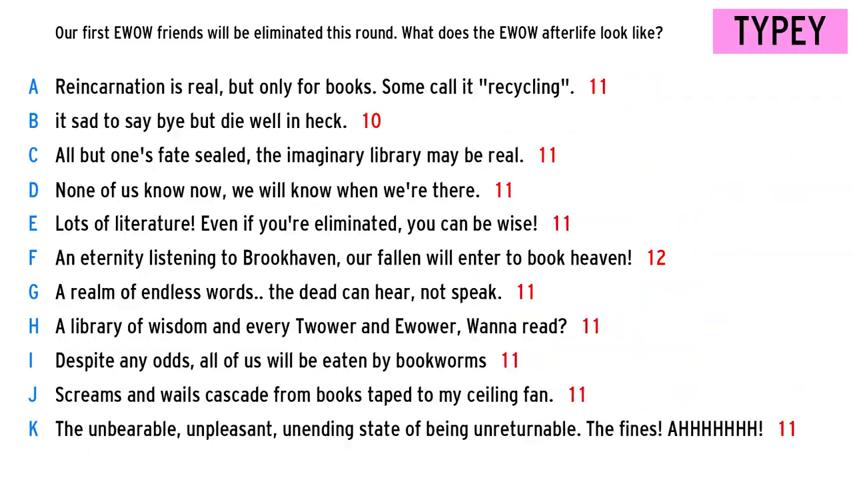 Our first EWOW friends will be eliminated this round. What does the EWOW afterlife look like?
TYPEY
A Reincarnation is real, but only for books. Some call it "recycling". 11
B it sad to say bye but die well in heck. 10
C All but one's fate sealed, the imaginary library may be real. 11
D None of us know now, we will know when we're there. 11
E Lots of literature! Even if you're eliminated, you can be wise! 11
F An eternity listening to Brookhaven, our fallen will enter to book heaven! 12
G A realm of endless words.. the dead can hear, not speak. 11
H A library of wisdom and every Twower and Ewower, Wanna read? 11
I Despite any odds, all of us will be eaten by bookworms 11
J Screams and wails cascade from books taped to my ceiling fan. 11
K The unbearable, unpleasant, unending state of being unreturnable. The fines! AHHHHHHH! 11